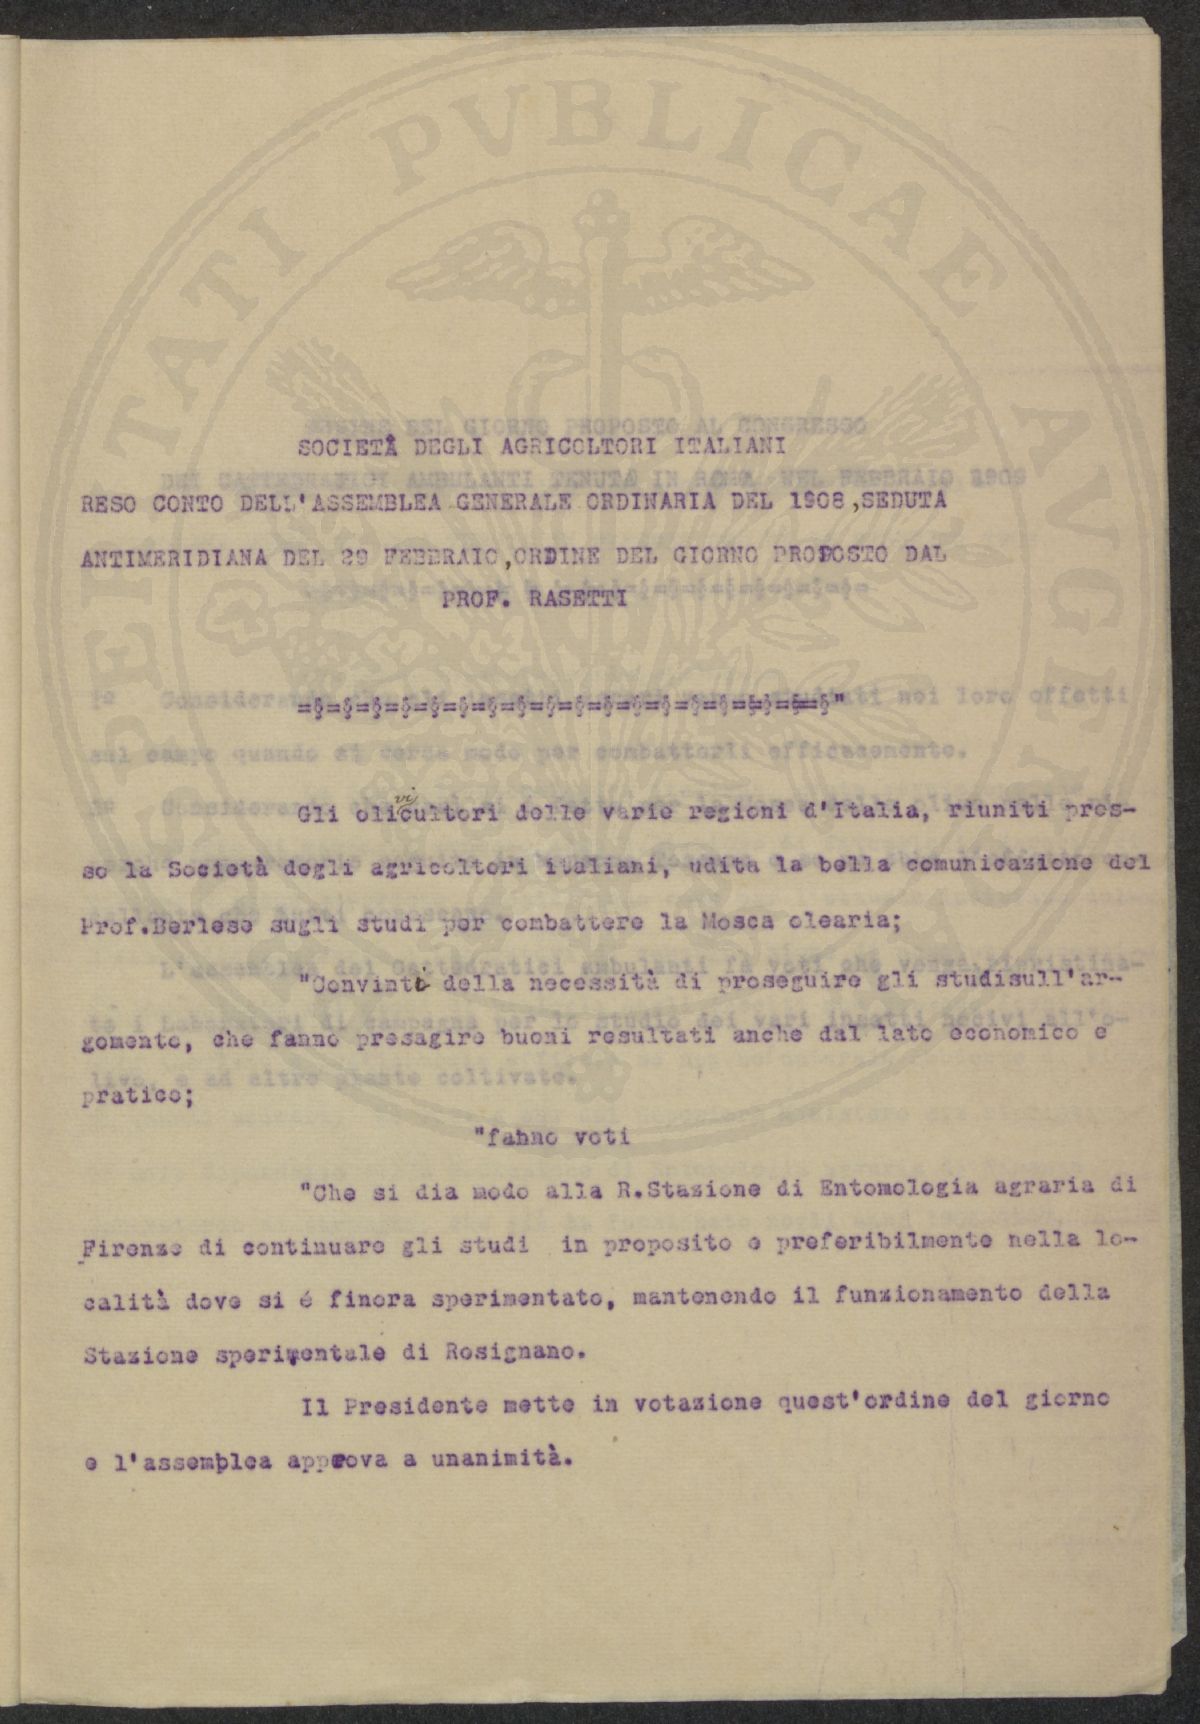 PIETATI PVBLICAE AVGETVR
SOCIETÀ DEGLI AGRICOLTORI ITALIANI
RESO CONTO DELL'ASSEMBLEA GENERALE ORDINARIA DEL 1908,SEDUTA
ANTIMERIDIANA DEL 29 FEBBRAIO,ORDINE DEL GIORNO PROPOSTO DAL
PROF. RASETTI
Gli olivicultori delle varie regioni d'Italia, riuniti pres-
so la Società degli agricoltori italiani, udita la bella comunicazione del
Prof.Berlese sugli studi per combattere la Mosca olearia;
"Convinti della necessità di proseguire gli studisull'ar-
gomento, che fanno presagire buoni resultati anche dal lato economico e
pratico;
"fanno voti
"Che si dia modo alla R.Stazione di Entomologia agraria di
Firenze di continuare gli studi in proposito e preferibilmente nella lo-
calità dove si é finora sperimentato, mantenendo il funzionamento della
Stazione sperimentale di Rosignano.
Il Presidente mette in votazione quest'ordine del giorno
e l'assemblea approva a unanimità.